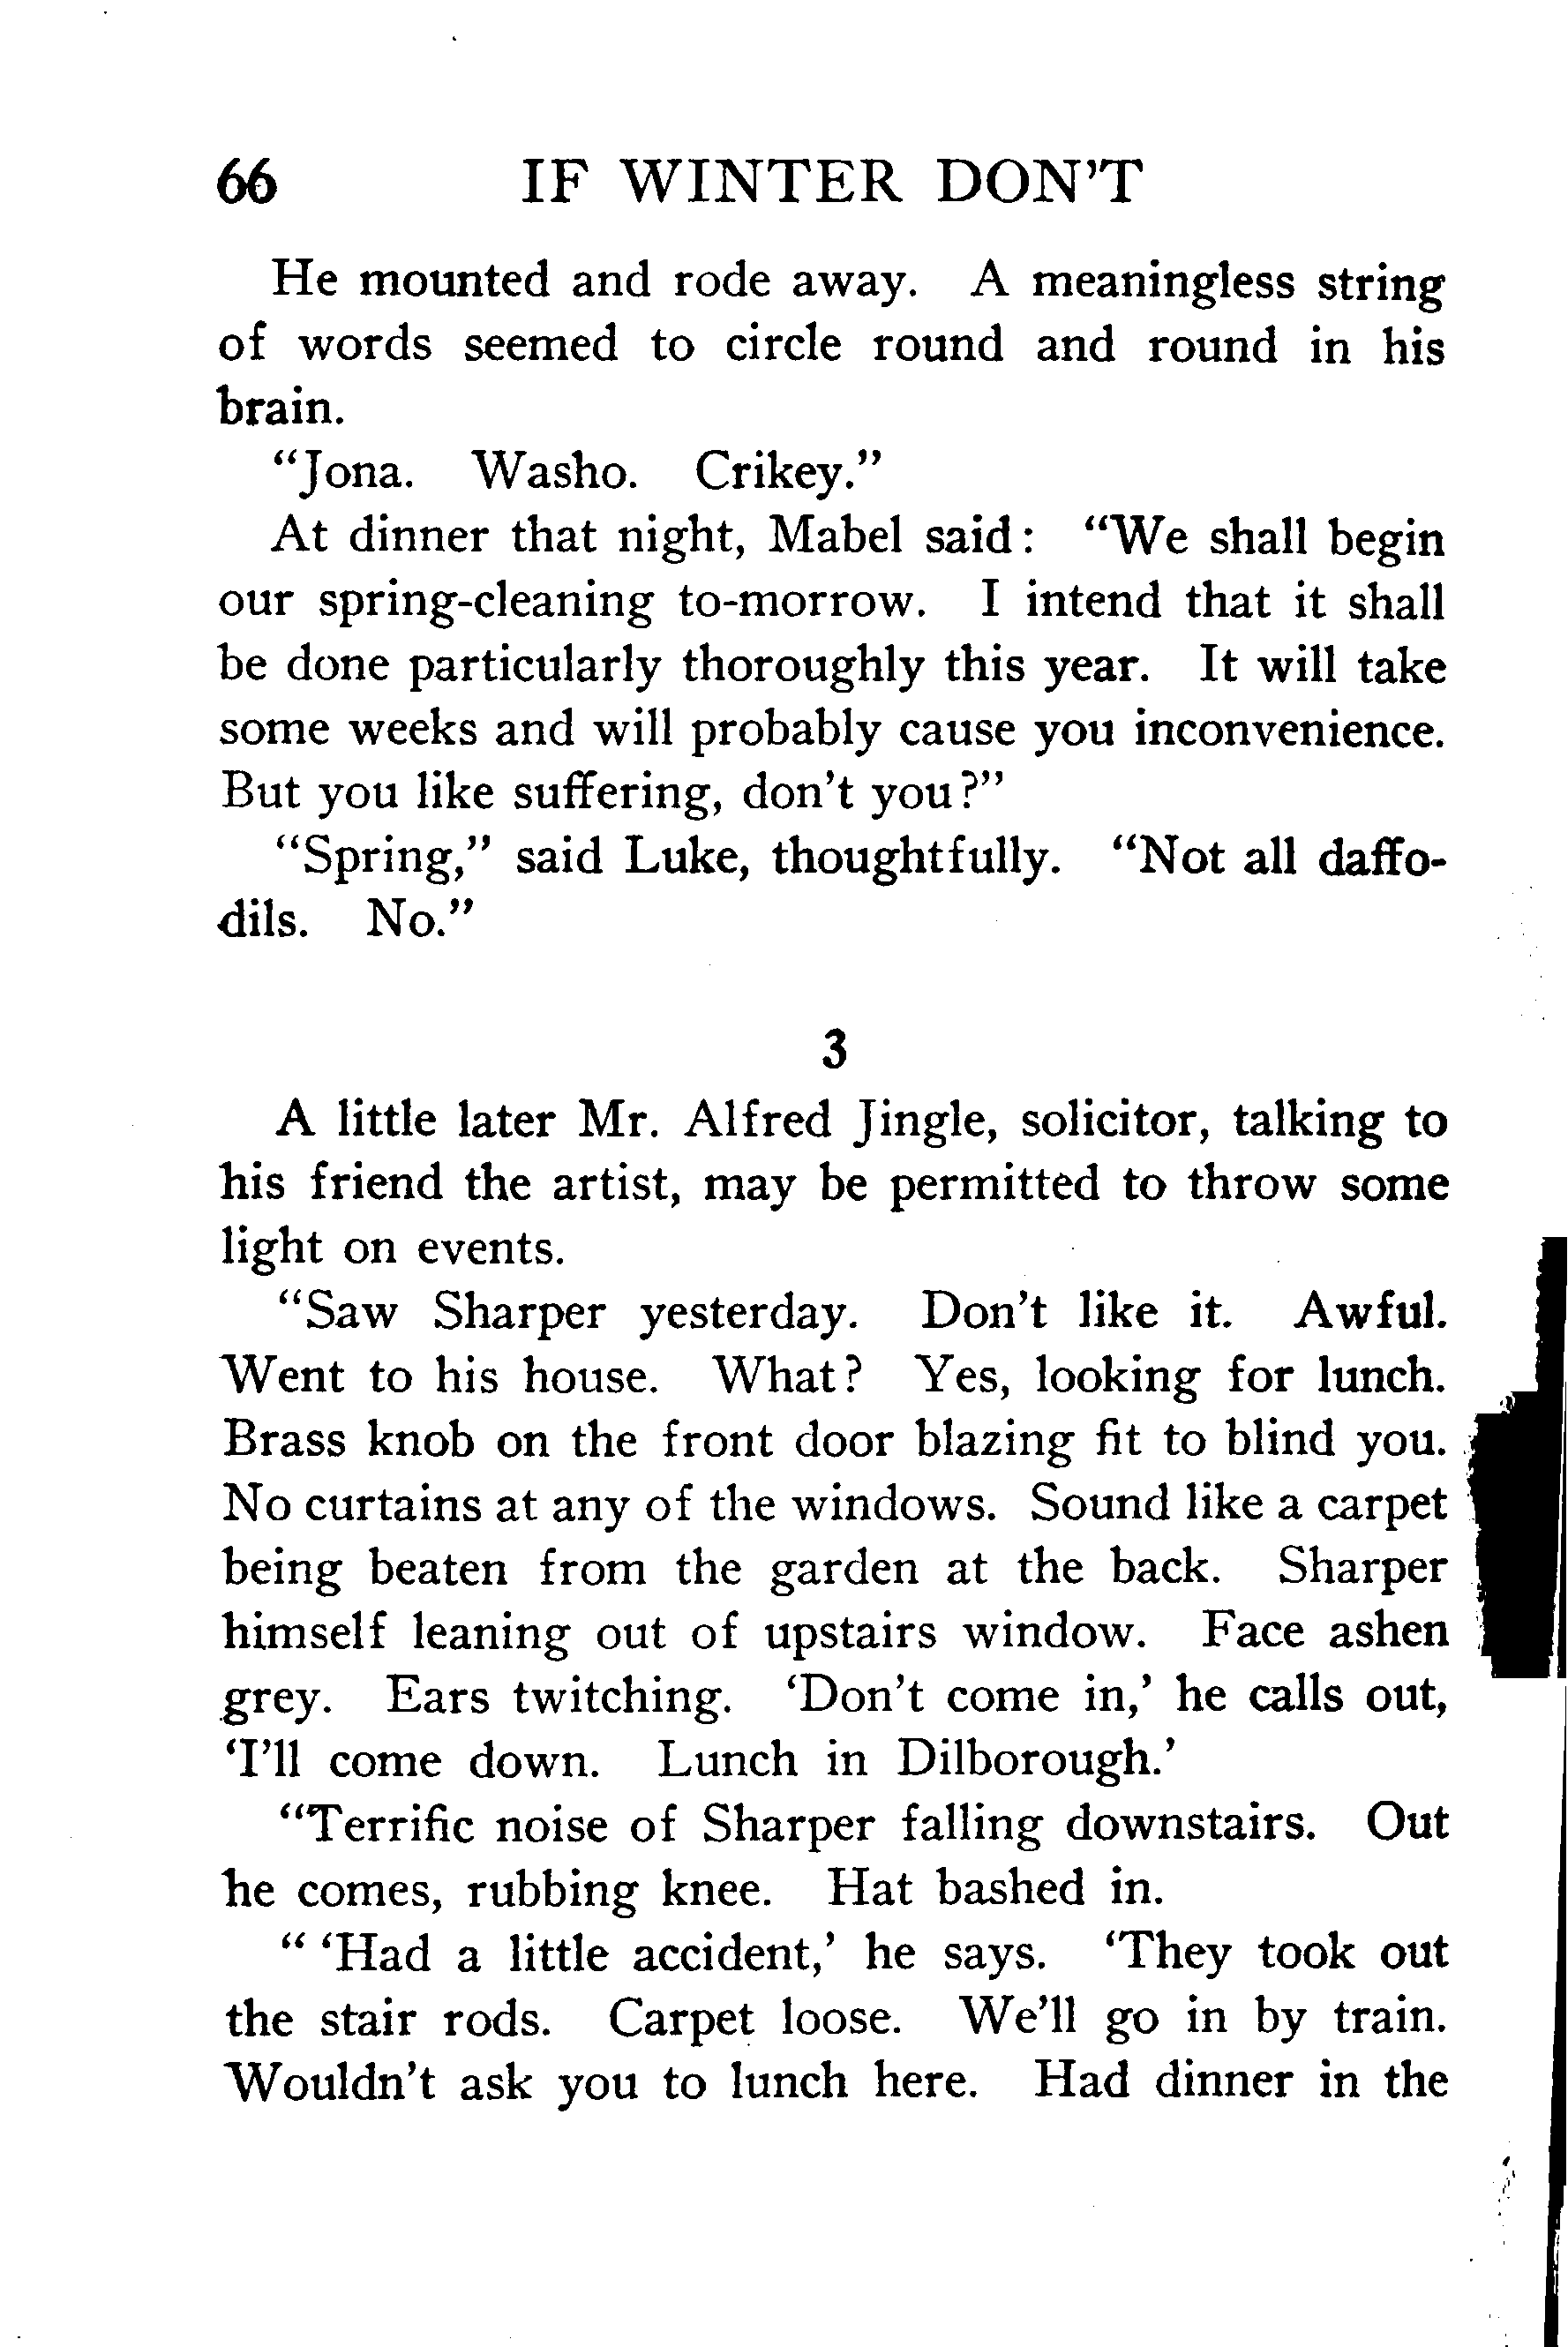 66 IF WINTER DON'T
He mounted and rode away. A meaningless string
of words seemed to circle round and round in his
brain.
"Jona. Washo. Crikey."
At dinner that night, Mabel said: "We shall begin
our spring-cleaning to-morrow. I intend that it shall
be done particularly thoroughly this year. It will take
some weeks and will probably cause you inconvenience.
But you like suffering, don't you?"
"Spring," said Luke, thoughtfully. "Not all daffo-
dils. No."
3
A little later Mr. Alfred Jingle, solicitor, talking to
his friend the artist, may be permitted to throw some
light on events.
"Saw Sharper yesterday. Don't like it. Awful.
Went to his house. What? Yes, looking for lunch.
Brass knob on the front door blazing fit to blind you.
No curtains at any of the windows. Sound like a carpet
being beaten from the garden at the back. Sharper
himself leaning out of upstairs window. Face ashen
grey. Ears twitching. 'Don't come in,' he calls out,
'I'll come down. Lunch in Dilborough.'
"Terrific noise of Sharper falling downstairs. Out
he comes, rubbing knee. Hat bashed in.
" 'Had a little accident,' he says. 'They took out
the stair rods. Carpet loose. We'll go in by train.
Wouldn't ask you to lunch here. Had dinner in the